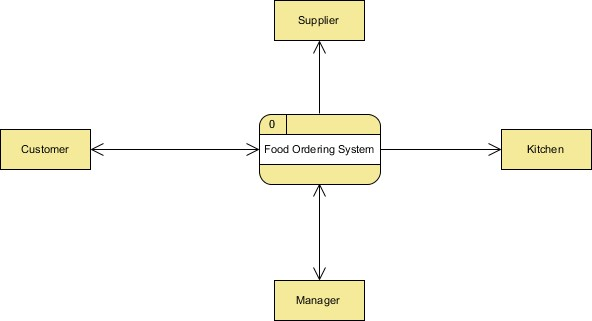 Supplier
0
Food Ordering System
Customer
Kitchen
Manager